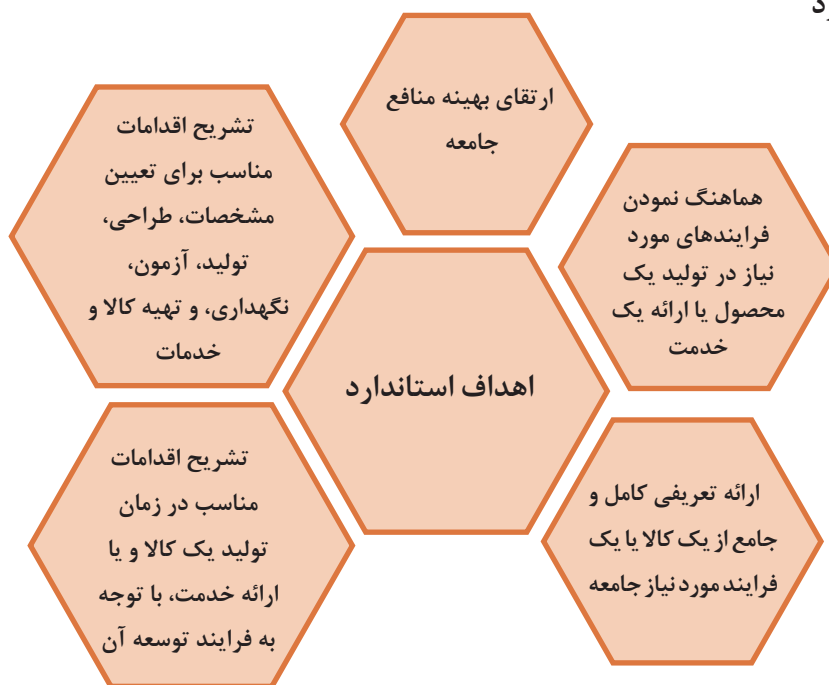 ارتقای بهینه منافع
جامعه
هماهنگ نمودن
فرایندهای مورد
نیاز در تولید یک
محصول یا ارائه یک
خدمت
تشریح اقدامات
مناسب برای تعیین
مشخصات، طراحی،
تولید، آزمون،
نگهداری، و تهیه کالا و
خدمات
اهداف استاندارد
ارائه تعریفی کامل و
جامع از یک کالا یا یک
فرایند مورد نیاز جامعه
تشریح اقدامات
مناسب در زمان
تولید یک کالا و یا
ارائه خدمت، با توجه
به فرایند توسعه آن